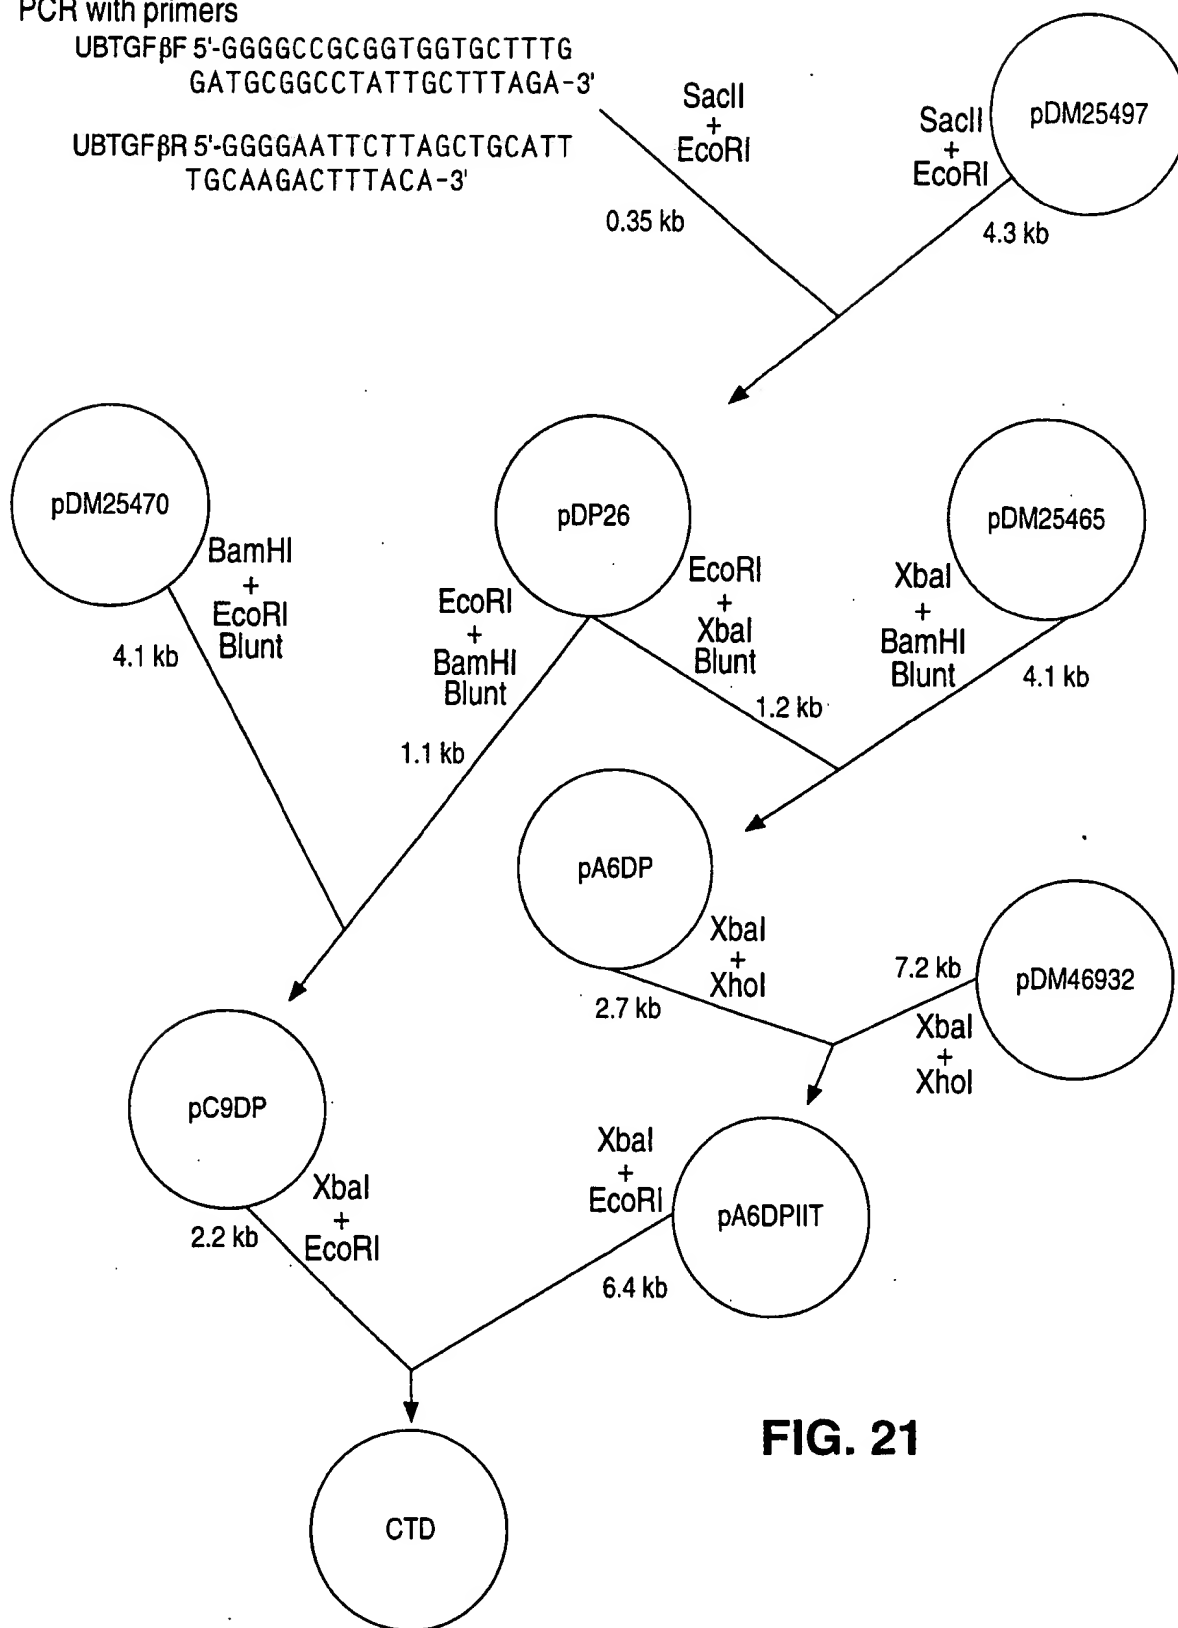 PCR with primers
UBTGFβF 5'-GGGGCCGCGGTGGTGCTTTG
GATGCGGCCTATTGCTTTAGA-3'
UBTGFβR 5'-GGGGAATTCTTAGCTGCATT
TGCAAGACTTTACA-3'
SacII
+
EcoRI
0.35 kb
SacII
+
EcoRI
pDM25497
4.3 kb
pDM25470
BamHI
+
EcoRI
Blunt
4.1 kb
pDP26
EcoRI
+
BamHI
Blunt
1.1 kb
EcoRI
+
XbaI
Blunt
1.2 kb
pDM25465
XbaI
+
BamHI
Blunt
4.1 kb
pA6DP
XbaI
+
XhoI
2.7 kb
7.2 kb
pDM46932
XbaI
+
XhoI
pC9DP
XbaI
+
EcoRI
2.2 kb
XbaI
+
EcoRI
pA6DPIIT
6.4 kb
FIG. 21
CTD